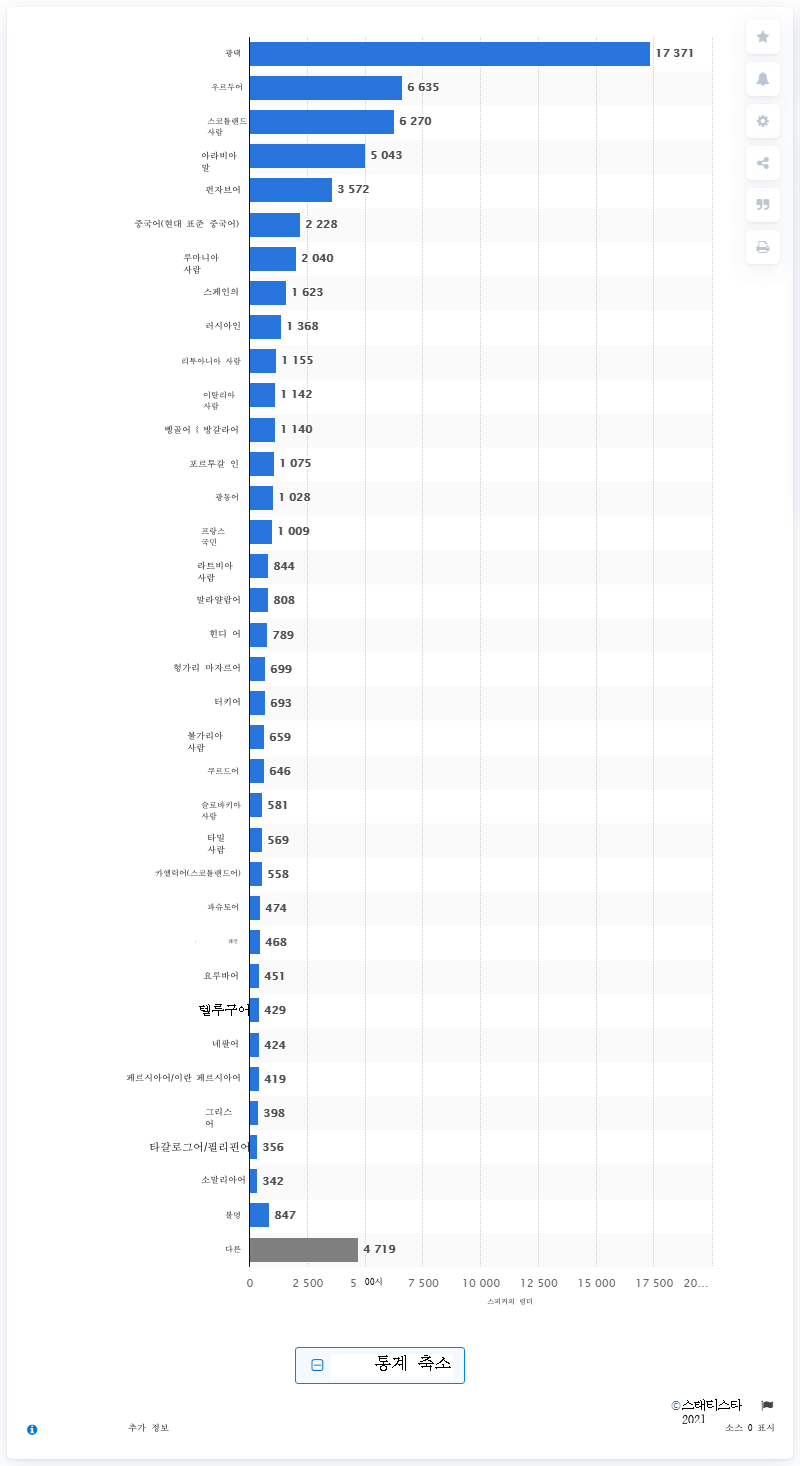 광택
17 371
우르두어
6 635
스코틀랜드
사람
6 270
아라비아
말
5 043
펀자브어
3 572
중국어(현대 표준 중국어)
2 228
루마니아
사람
2 040
스페인의
1 623
러시아인
1 368
리투아니아 사람
1 155
이탈리아
사람
1 142
벵골어 | 방갈라어
1 140
포르투갈 인
1 075
광동어
1 028
프랑스
국민
1 009
라트비아
사람
844
말라얄람어
808
힌디 어
789
헝가리 마자르어
699
터키어
693
불가리아
사람
659
쿠르드어
646
슬로바키아
사람
581
타밀
사람
569
카엘릭어(스코틀랜드어)
558
파슈토어
474
468
요루바어
451
텔루구어
429
네팔어
424
페르시아어/이란 페르시아어
419
그리스
어
398
타갈로그어/필리핀어
356
소말리아어
342
불명
847
다른
4 719
0 2 500 5 00시 7 500 10 000 12 500 15 000 17 500 20...
스피커의
통계 축소
©스태티스타
2021
추가 정보
소스 0 표시